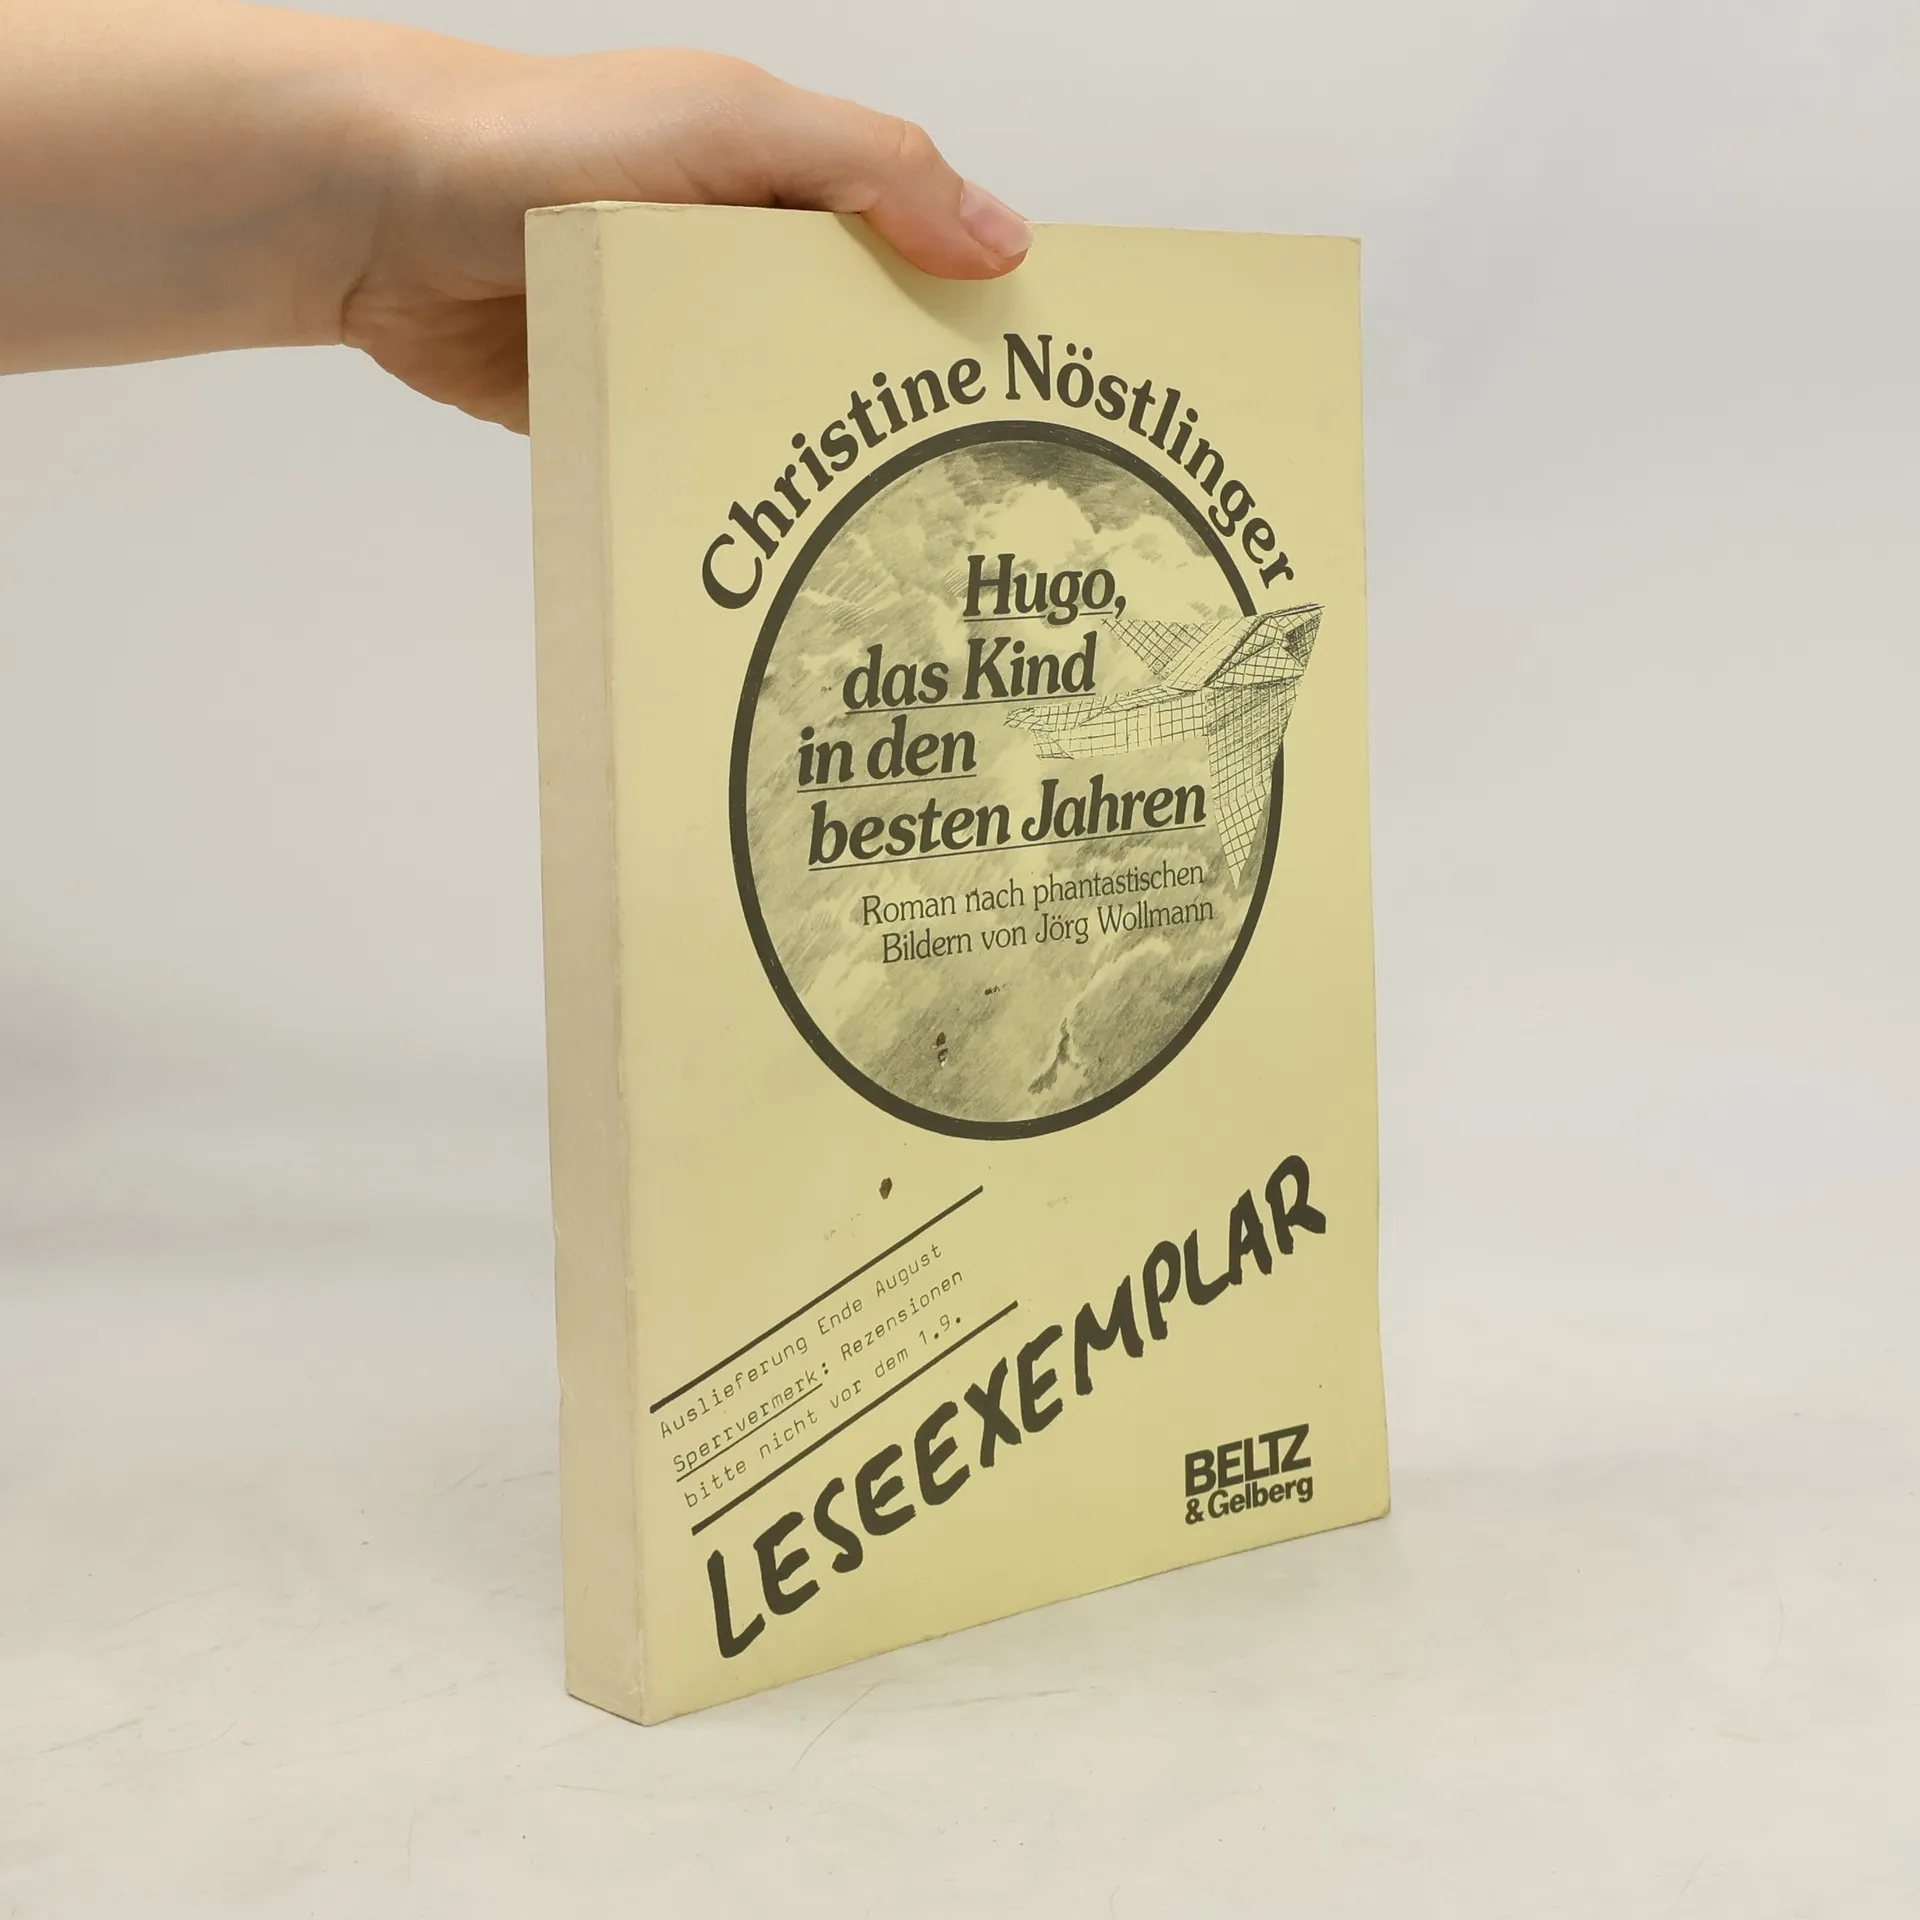 Christine Nöstlinger
Hugo,
das Kind
in den
besten Jahren
Roman nach phantastischen
Bildern von Jörg Wollmann
Auslieferung Ende August
Sperrvermerk: Rezensionen
bitte nicht vor dem 1.9.
LESEEXEMPLAR
BELTZ
& Gelberg